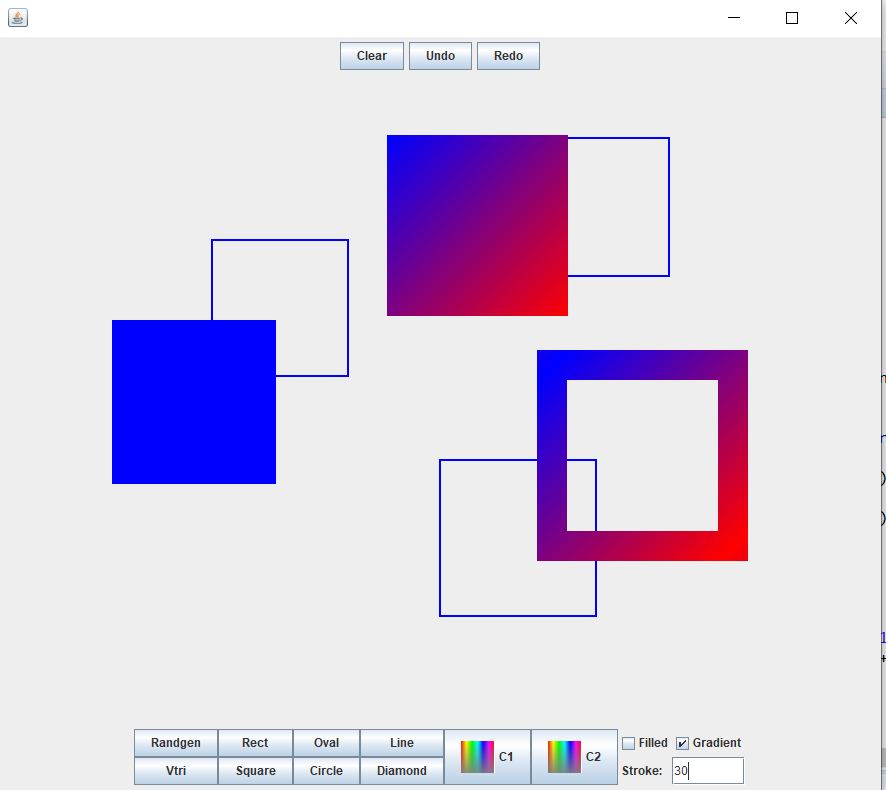 Clear Undo Redo
Randgen Rect Oval Line C1 C2 Filled Gradient
Vtri Square Circle Diamond Stroke: 30